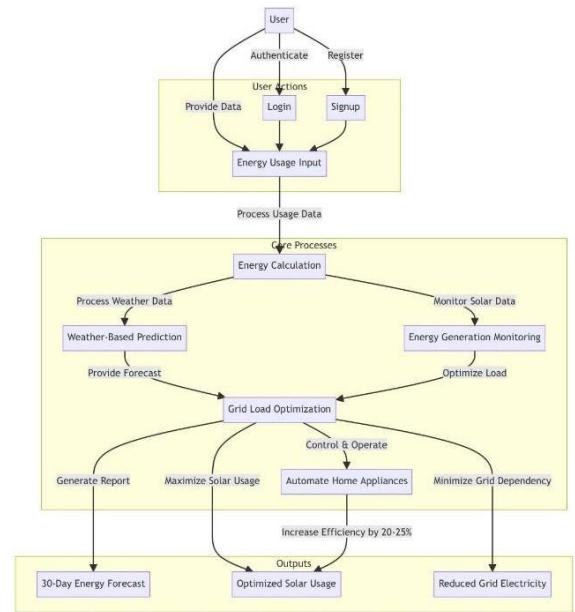 User
Authenticate
Register
User Actions
Provide Data
Login
Signup
Energy Usage Input
Process Usage Data
Core Processes
Energy Calculation
Process Weather Data
Monitor Solar Data
Weather-Based Prediction
Energy Generation Monitoring
Provide Forecast
Optimize Load
Grid Load Optimization
Control & Operate
Generate Report
Maximize Solar Usage
Automate Home Appliances
Minimize Grid Dependency
Increase Efficiency by 20-25%
Outputs
30-Day Energy Forecast
Optimized Solar Usage
Reduced Grid Electricity